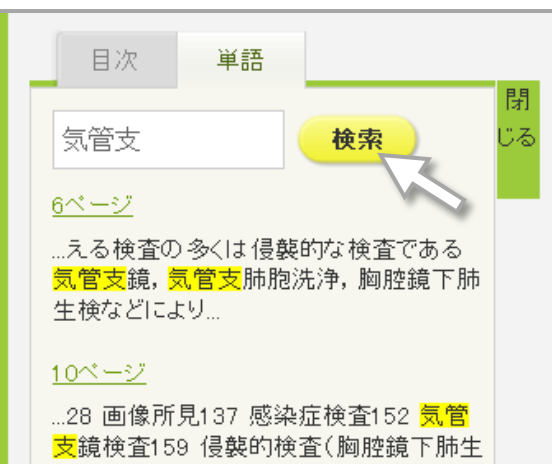 目次
単語
閉
じる
気管支
検索
6ページ
...える検査の多くは侵襲的な検査である
気管支鏡，気管支肺胞洗浄，胸腔鏡下肺
生検などにより...
10ページ
...28 画像所見137 感染症検査152 気管
支鏡検査159 侵襲的検査（胸腔鏡下肺生